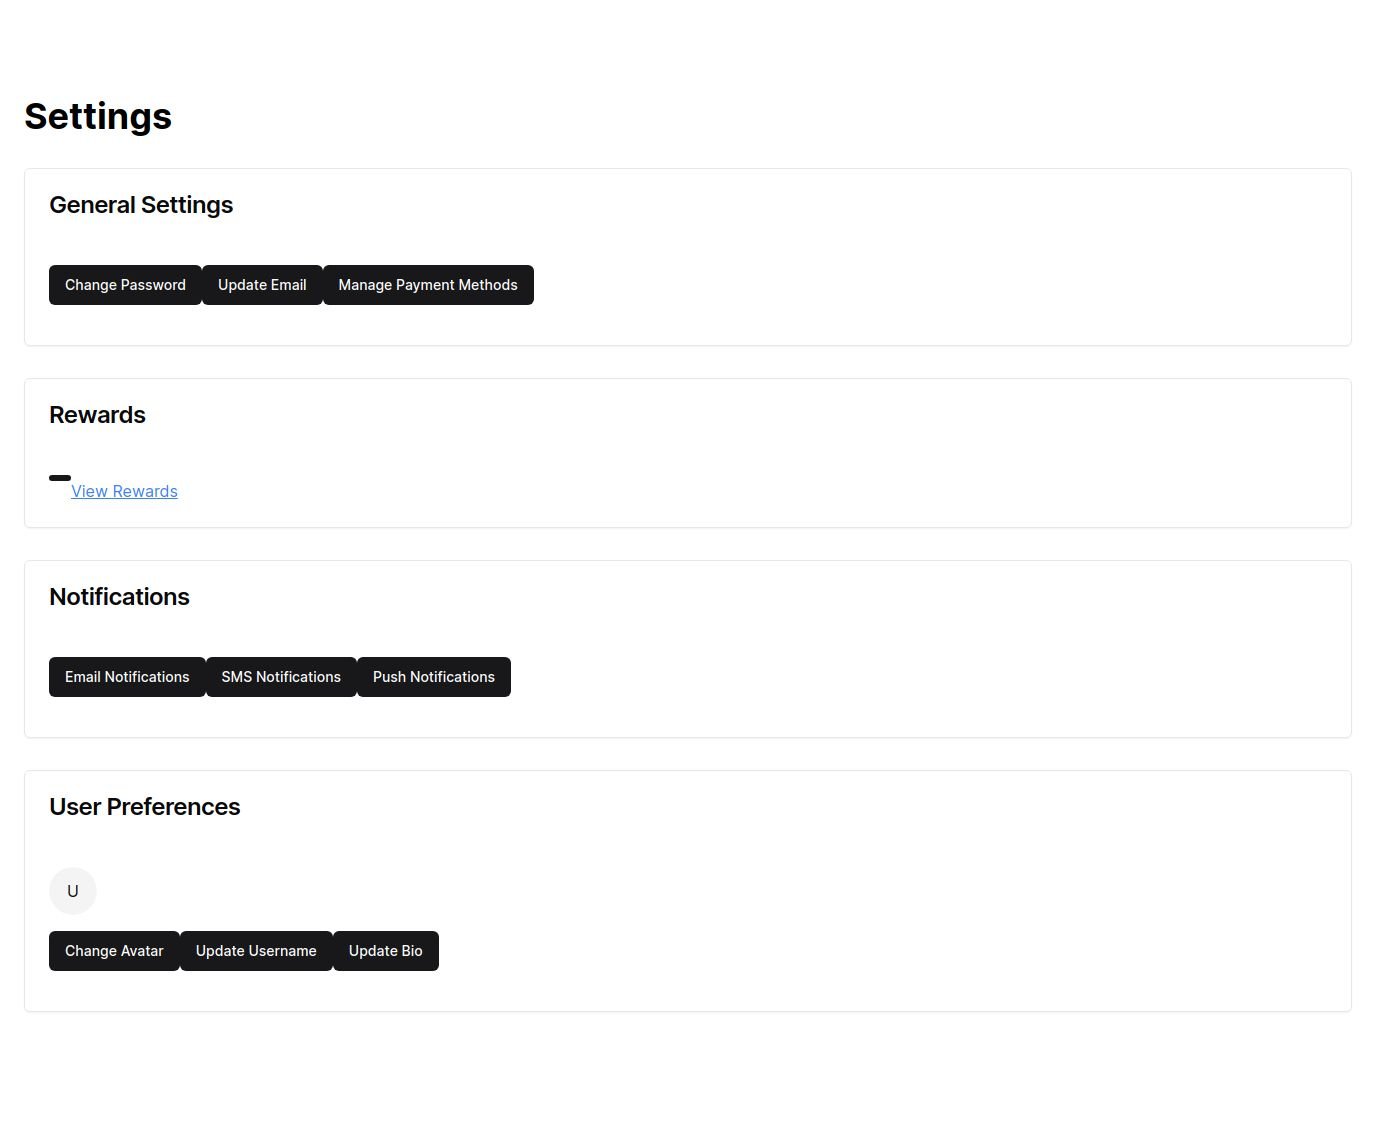 Settings
General Settings
Change Password Update Email Manage Payment Methods
Rewards
View Rewards
Notifications
Email Notifications SMS Notifications Push Notifications
User Preferences
U
Change Avatar Update Username Update Bio